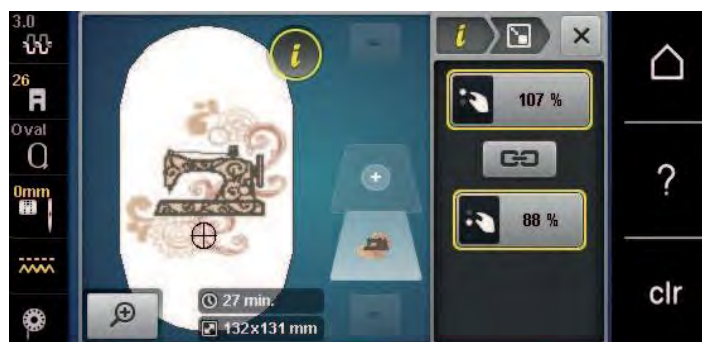 3.0
26
Oval
0mm
i
27 min.
132x131 mm
i
107 %
88 %
?
clr